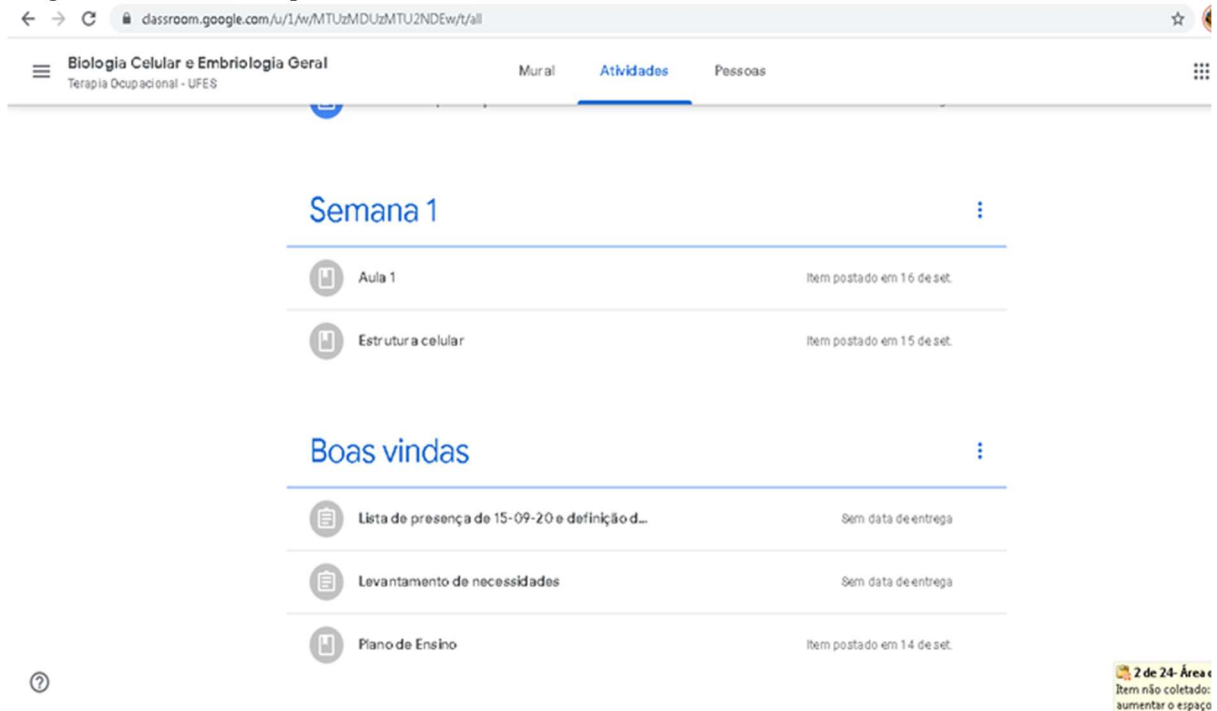 classroom.google.com/u/1/w/MTUzMDUzMTU2NDEw/t/all
Biologia Celular e Embriologia Geral
Terapia Ocupacional - UFES
Mural
Atividades
Pessoas
Semana 1
Aula 1
Item postado em 16 de set.
Estrutura celular
Item postado em 15 de set.
Boas vindas
Lista de presença de 15-09-20 e definição d...
Sem data de entrega
Levantamento de necessidades
Sem data de entrega
Plano de Ensino
Item postado em 14 de set.
2 de 24- Área
Item não coletado:
aumentar o espaço